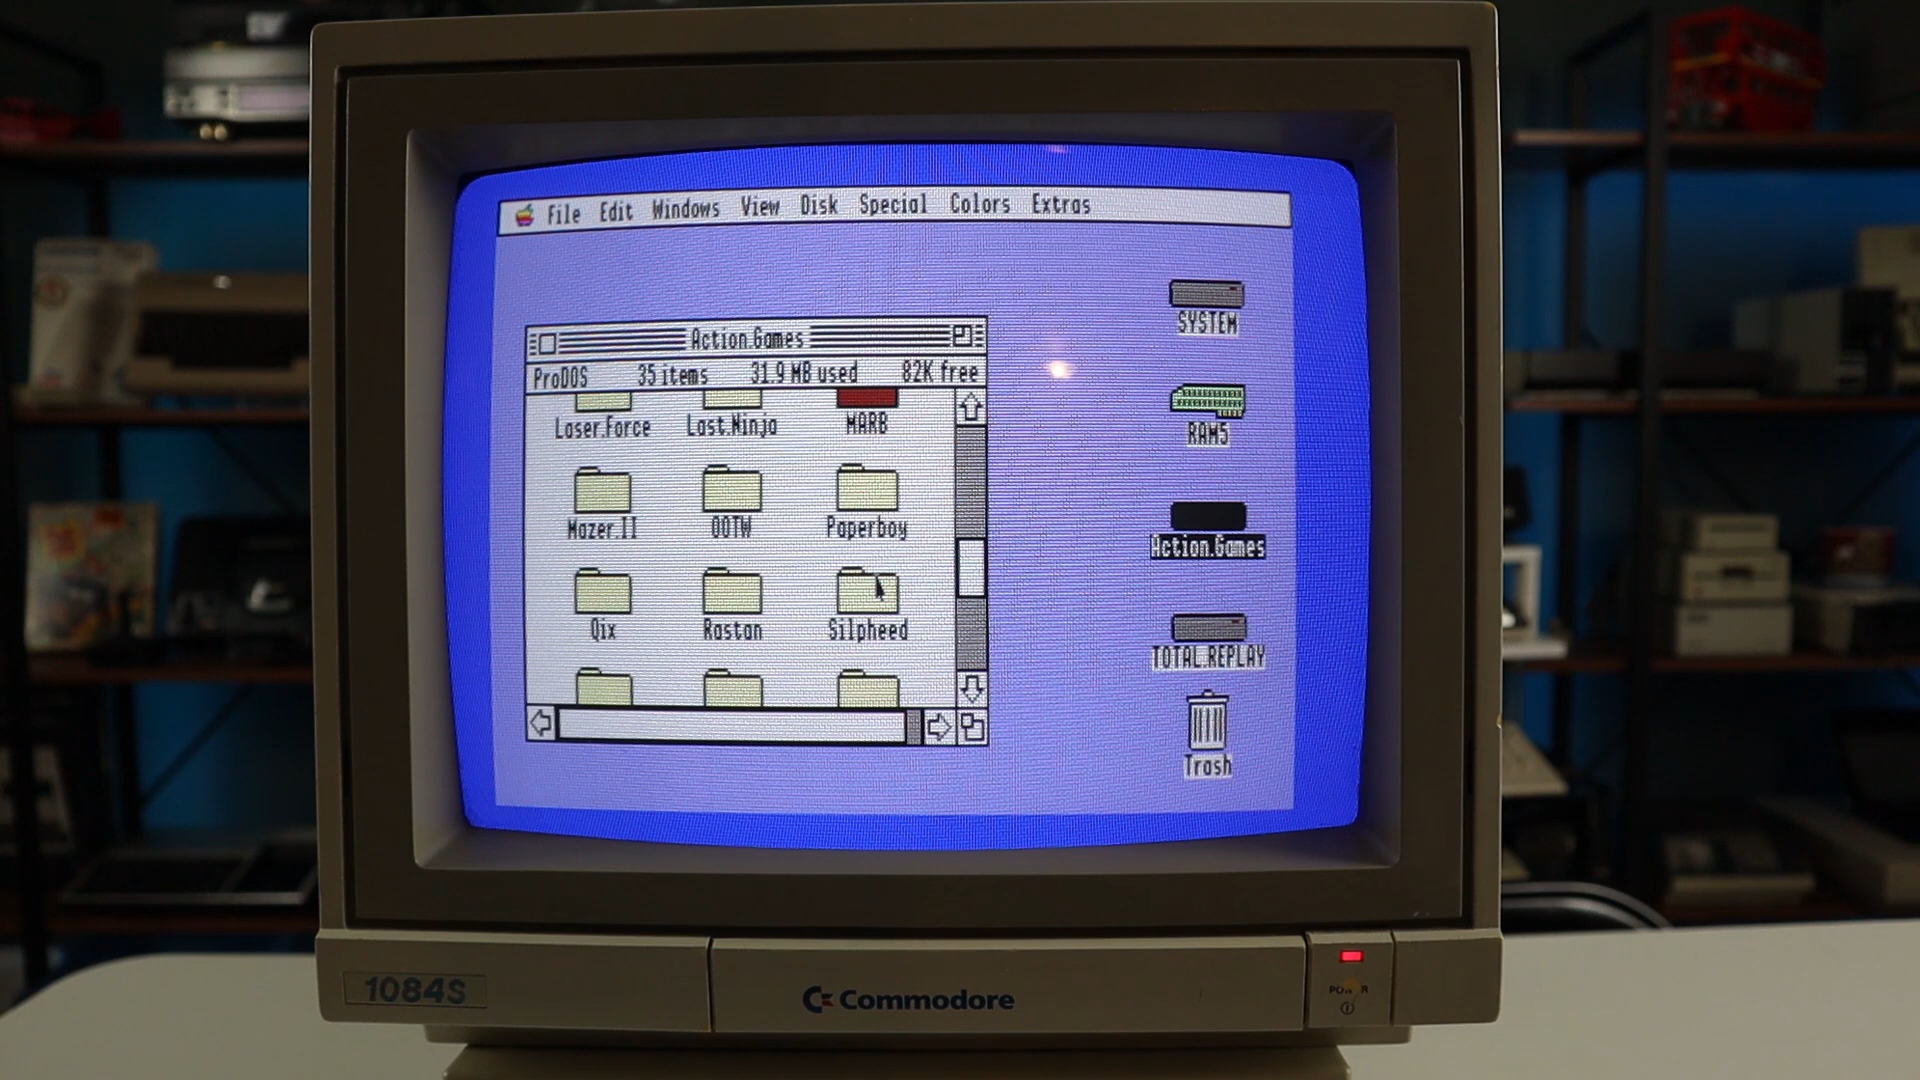 File Edit Windows View Disk Special Colors Extras
SYSTEM
Action.Games
ProDOS 35 items 31.9 MB used 82K free
Laser.Force Last.Ninja MARB
RAM5
Mazer.II OOTW Paperboy
Action.Games
Qix Rastan Silpheed
TOTAL.REPLAY
Trash
1084S
Commodore
POWER